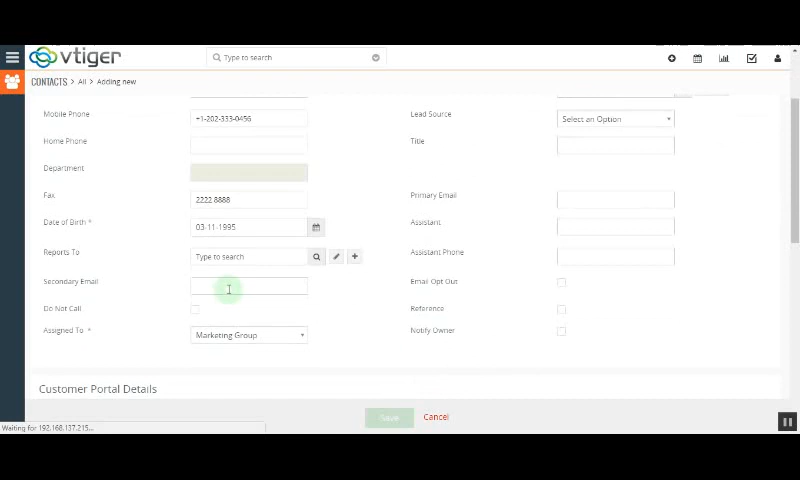 vtiger
Type to search
CONTACTS > All > Adding new
Mobile Phone
+1-202-333-0456
Lead Source
Select an Option
Home Phone
Title
Department
Fax
2222 8888
Primary Email
Date of Birth *
03-11-1995
Assistant
Reports To
Type to search
Assistant Phone
Secondary Email
Email Opt Out
Do Not Call
Reference
Assigned To *
Marketing Group
Notify Owner
Customer Portal Details
Save
Cancel
Waiting for 192.168.137.215...